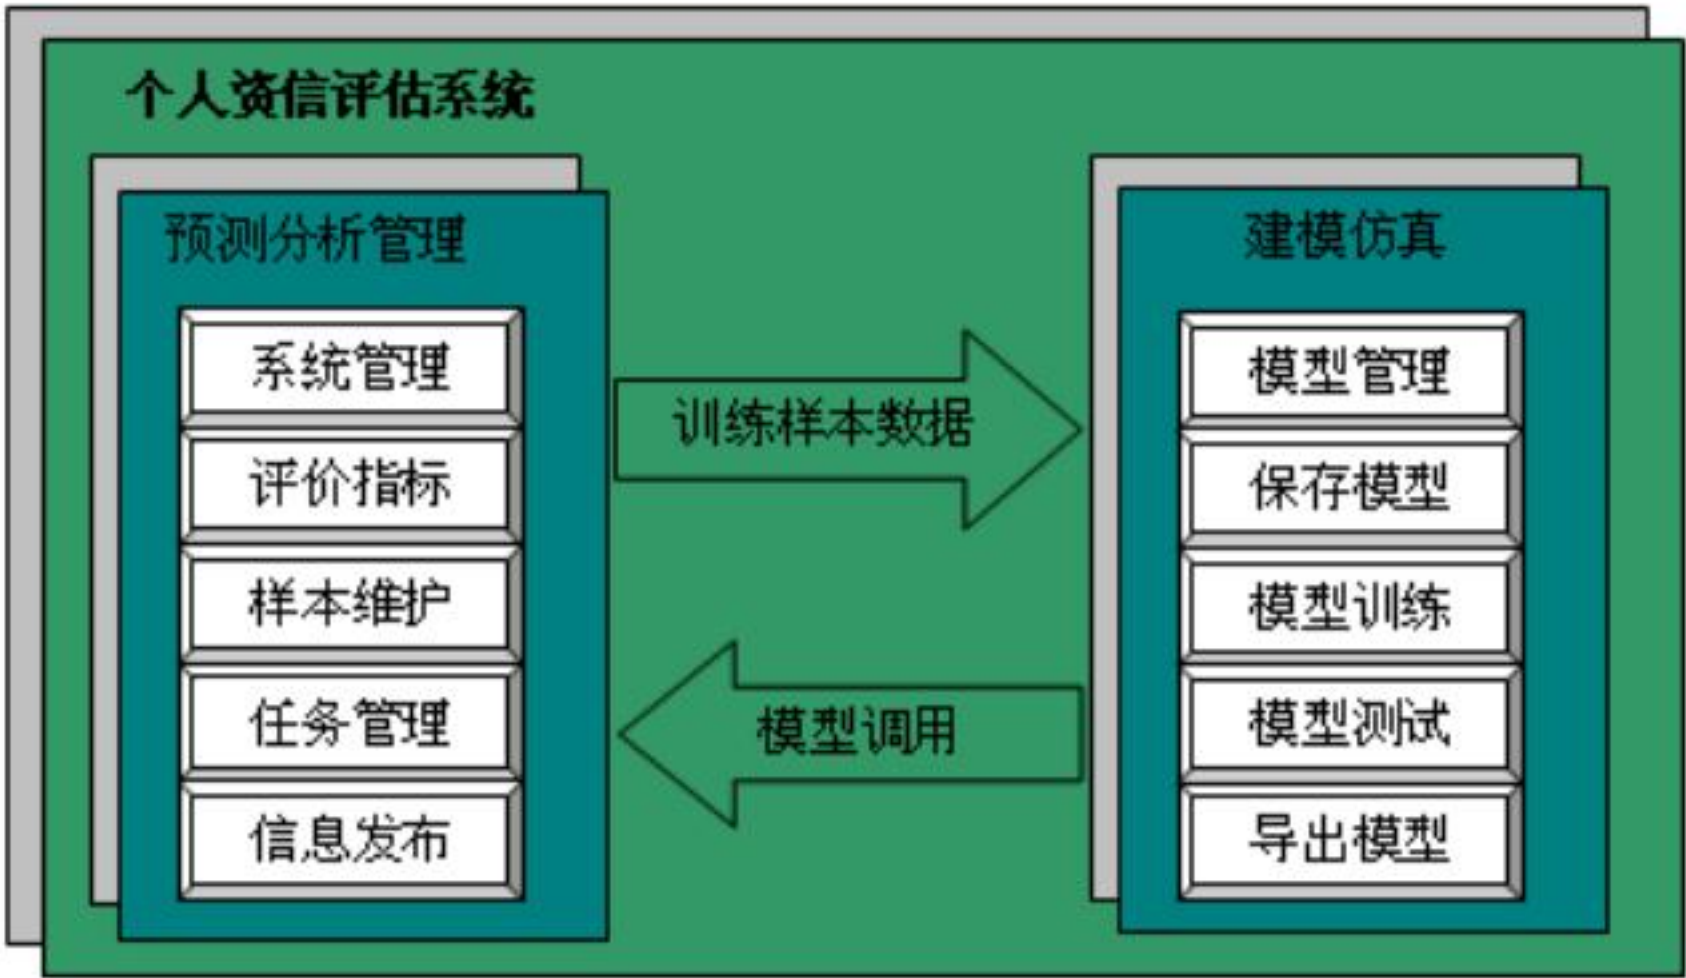 个人资信评估系统
预测分析管理
系统管理
评价指标
样本维护
任务管理
信息发布
训练样本数据
模型调用
建模仿真
模型管理
保存模型
模型训练
模型测试
导出模型